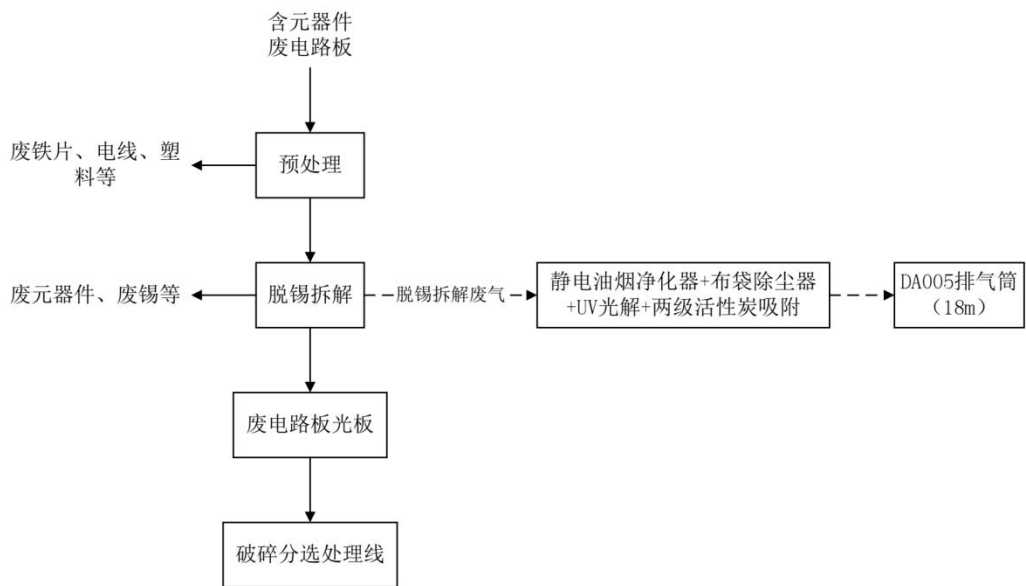 含元器件
废电路板
废铁片、电线、塑
料等
预处理
废元器件、废锡等
脱锡拆解
脱锡拆解废气
静电油烟净化器+布袋除尘器
+UV光解+两级活性炭吸附
DA005排气筒
（18m）
废电路板光板
破碎分选处理线